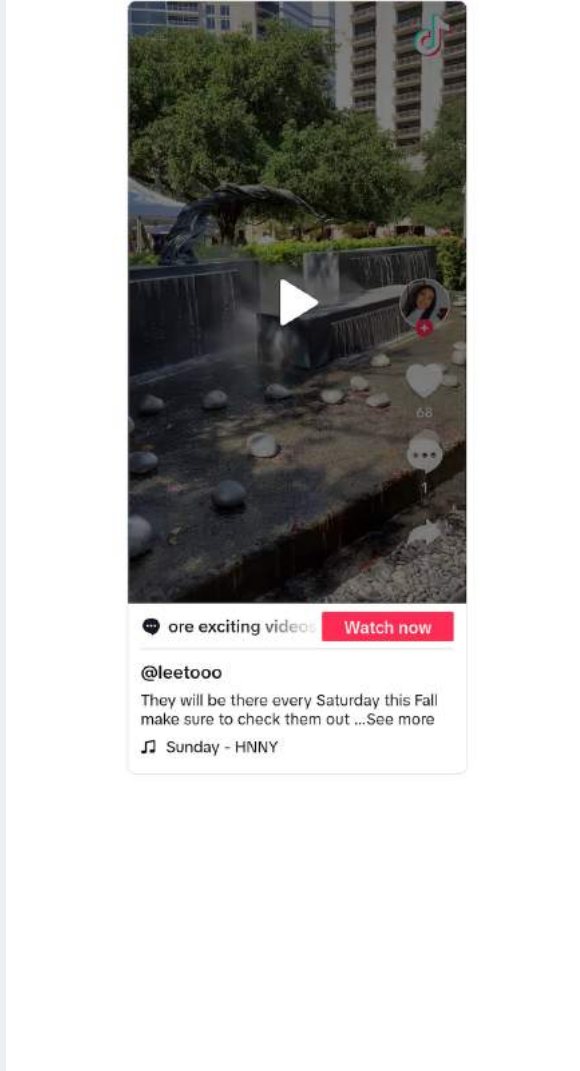 68
1
ore exciting videos
Watch now
@leetooo
They will be there every Saturday this Fall
make sure to check them out ...See more
Sunday - HNNY